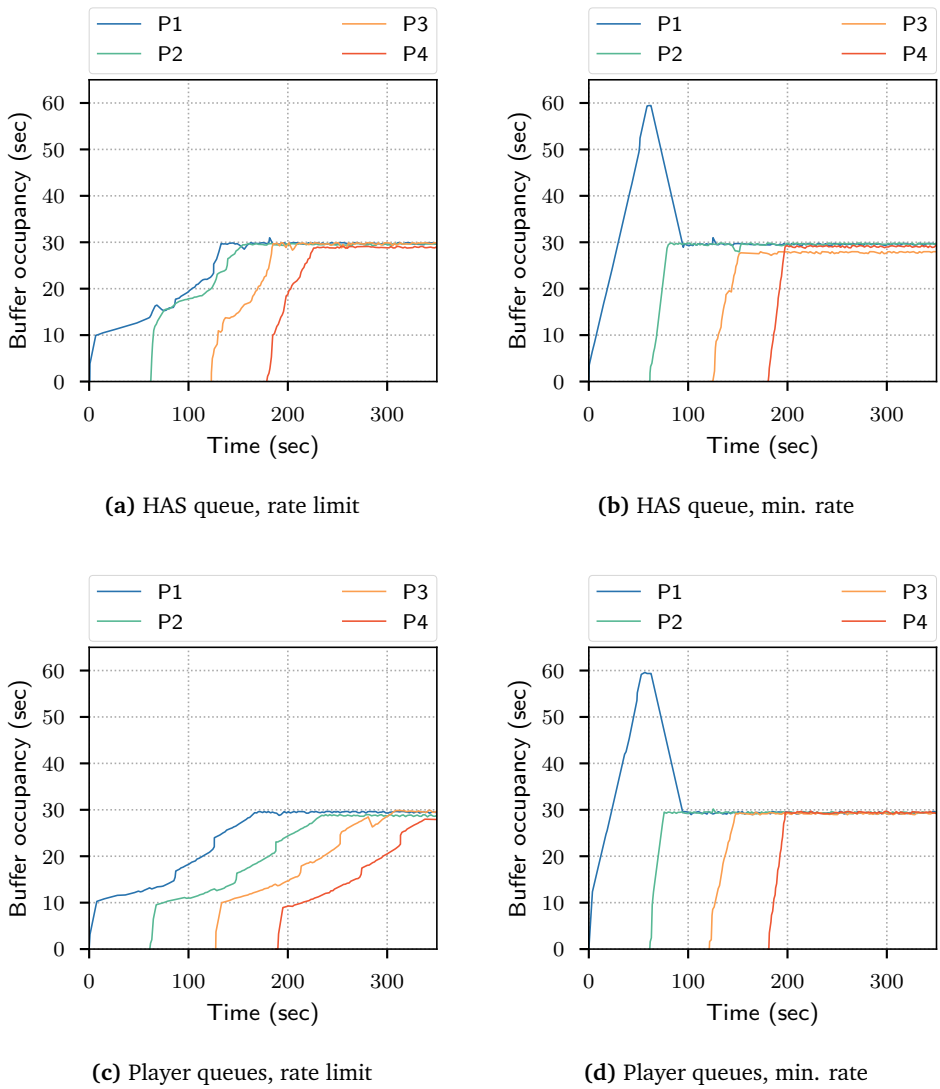 P1 P3
P2 P4
60
50
40
30
20
10
0
Buffer occupancy (sec)
0 100 200 300
Time (sec)
(a) HAS queue, rate limit
P1 P3
P2 P4
60
50
40
30
20
10
0
Buffer occupancy (sec)
0 100 200 300
Time (sec)
(b) HAS queue, min. rate
P1 P3
P2 P4
60
50
40
30
20
10
0
Buffer occupancy (sec)
0 100 200 300
Time (sec)
(c) Player queues, rate limit
P1 P3
P2 P4
60
50
40
30
20
10
0
Buffer occupancy (sec)
0 100 200 300
Time (sec)
(d) Player queues, min. rate